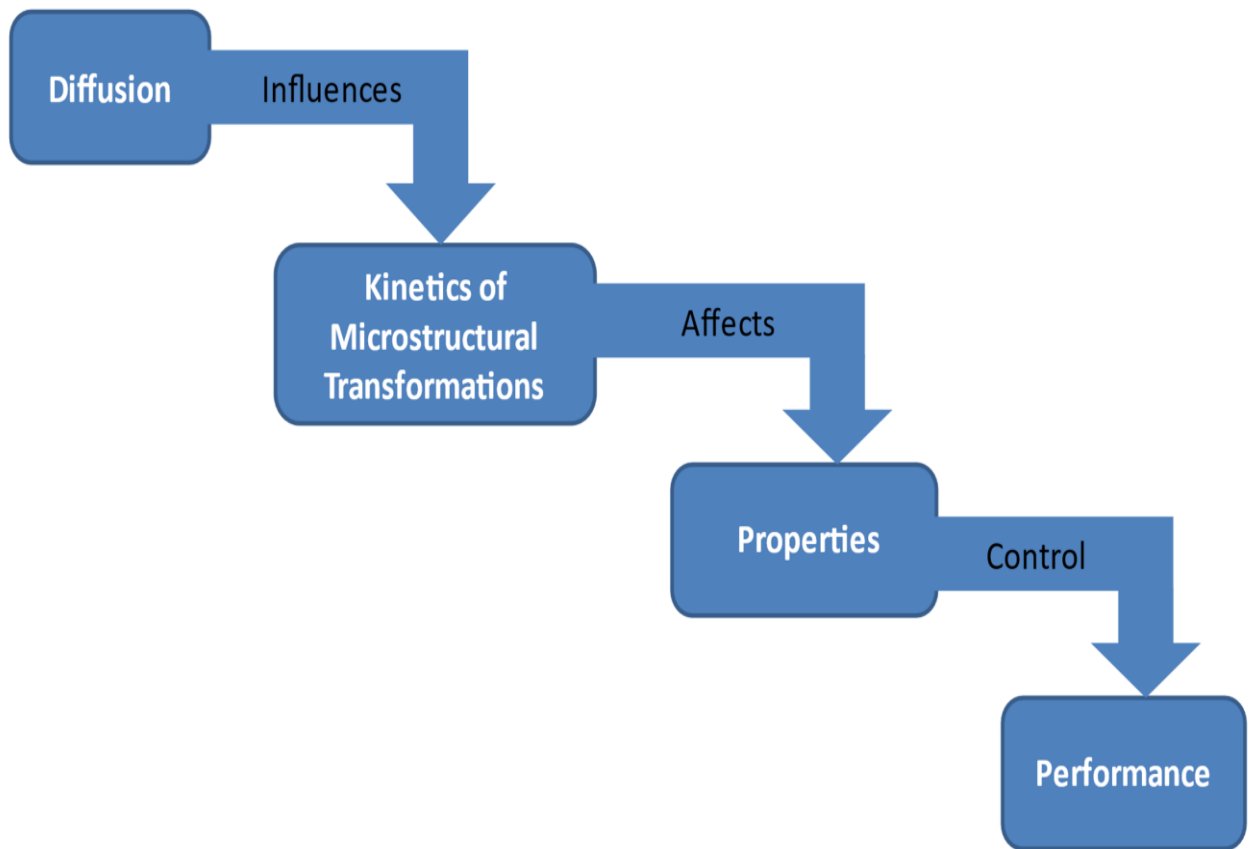 Diffusion
Influences
Kinetics of
Microstructural
Transformations
Affects
Properties
Control
Performance